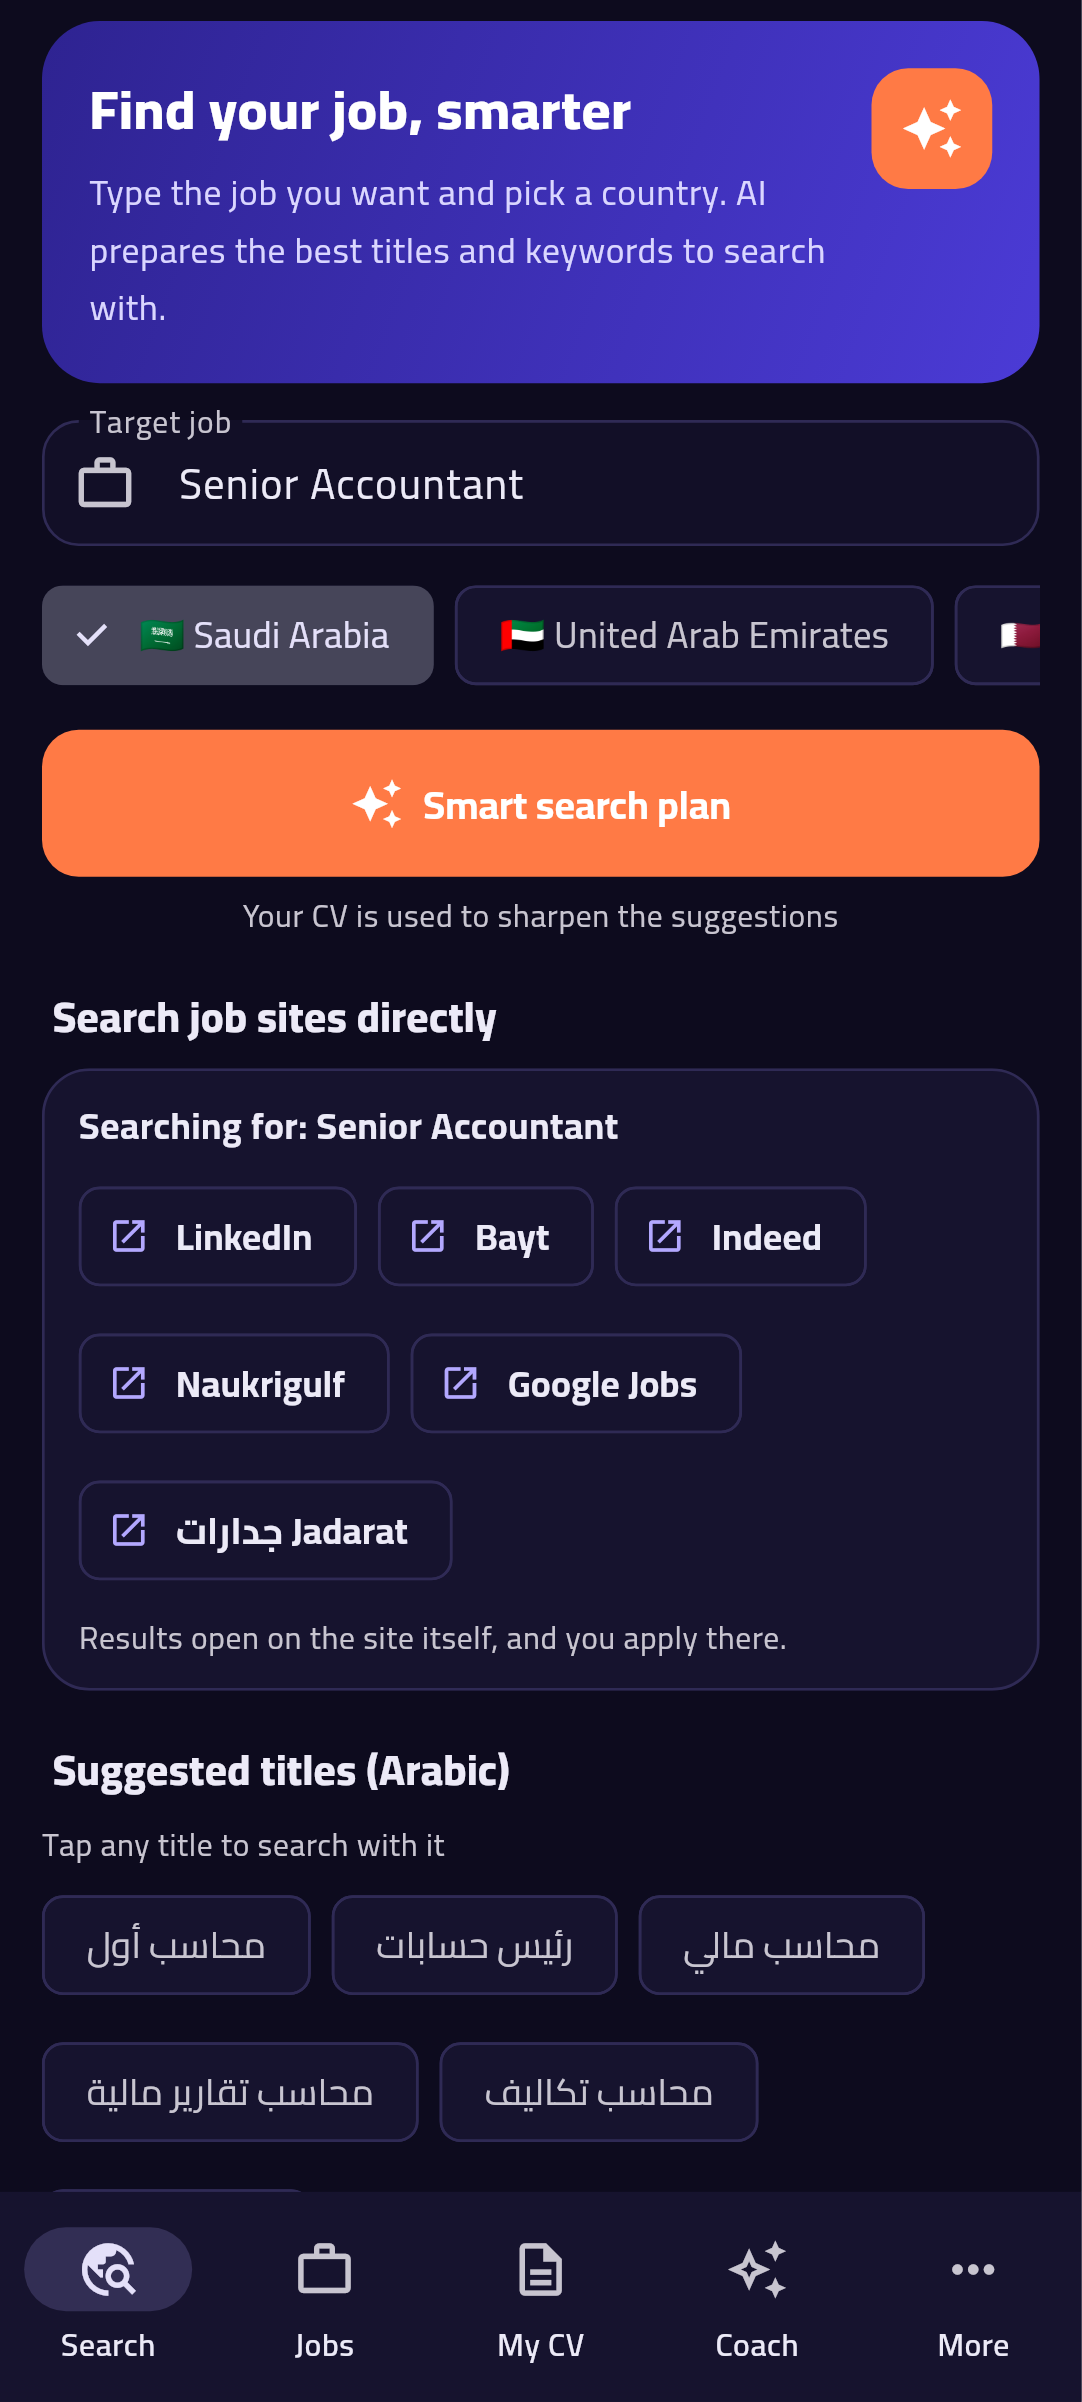 Find your job, smarter
Type the job you want and pick a country. AI
prepares the best titles and keywords to search
with.
Target job
Senior Accountant
Saudi Arabia
United Arab Emirates
Smart search plan
Your CV is used to sharpen the suggestions
Search job sites directly
Searching for: Senior Accountant
LinkedIn
Bayt
Indeed
Naukrigulf
Google Jobs
جدارات Jadarat
Results open on the site itself, and you apply there.
Suggested titles (Arabic)
Tap any title to search with it
محاسب أول
رئيس حسابات
محاسب مالي
محاسب تقارير مالية
محاسب تكاليف
Search
Jobs
My CV
Coach
More